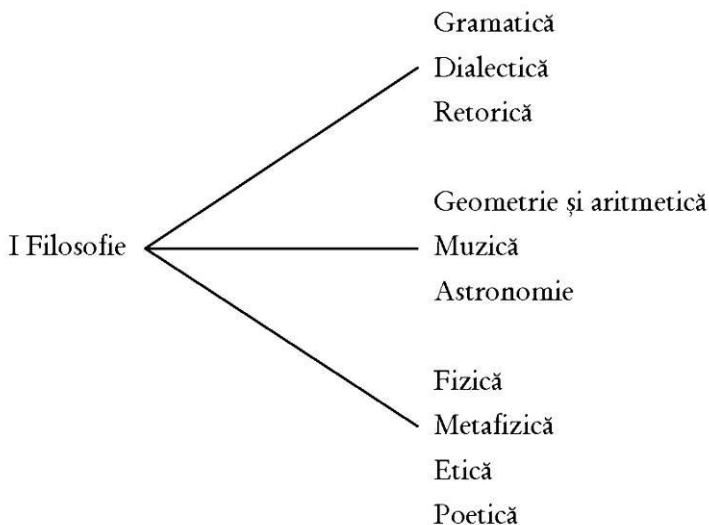 Gramatică
Dialectică
Retorică
Geometrie și aritmetică
I Filosofie
Muzică
Astronomie
Fizică
Metafizică
Etică
Poetică